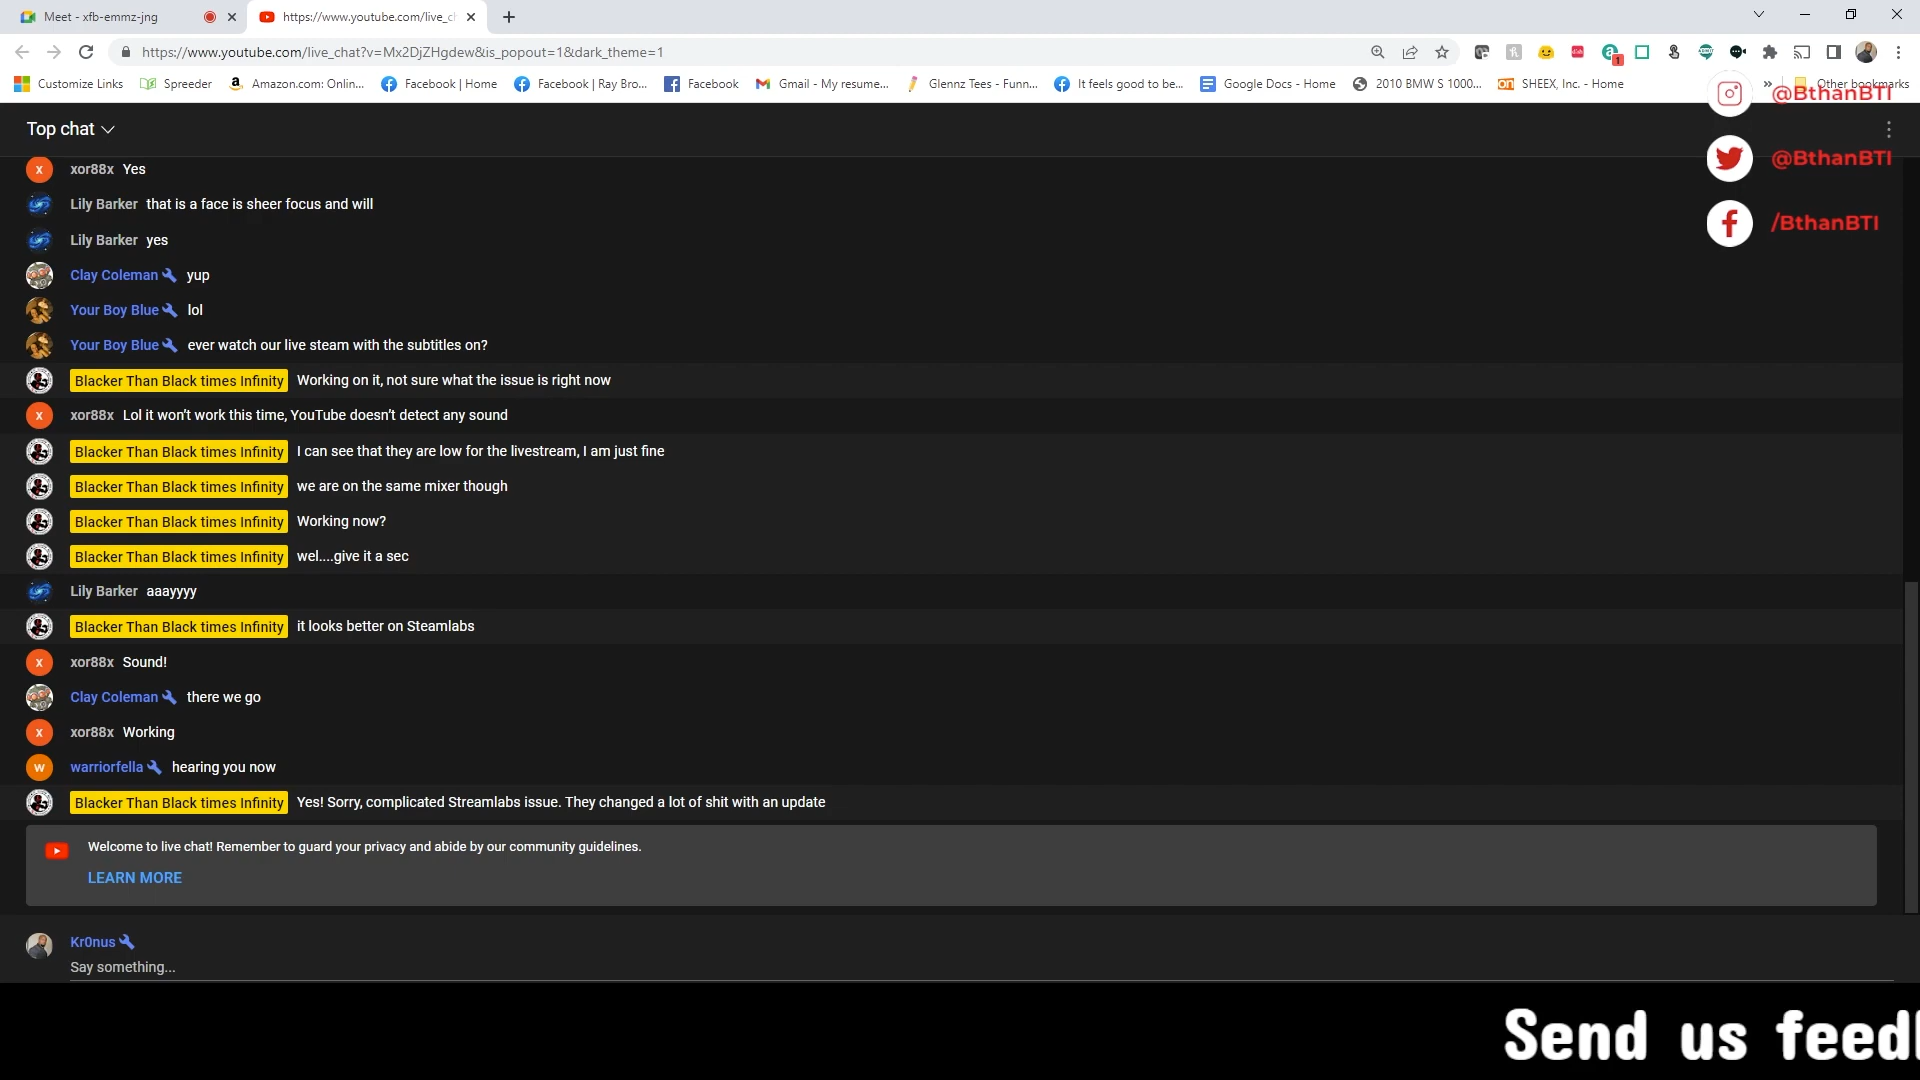 Meet - xfb-emmz-jng
https://www.youtube.com/live_c
https://www.youtube.com/live_chat?v=Mx2DjZHgdew&is_popout=1&dark_theme=1
1
Customize Links
Spreeder
Amazon.com: Onlin...
Facebook | Home
Facebook | Ray Bro...
Facebook
Gmail - My resume...
Glennz Tees - Funn...
It feels good to be...
Google Docs - Home
2010 BMW S 1000...
SHEEX, Inc. - Home
Other bookmarks
@BthanBTI
@BthanBTI
/BthanBTI
Top chat
x xor88x Yes
Lily Barker that is a face is sheer focus and will
Lily Barker yes
Clay Coleman yup
Your Boy Blue lol
Your Boy Blue ever watch our live steam with the subtitles on?
Blacker Than Black times Infinity Working on it, not sure what the issue is right now
x xor88x Lol it won't work this time, YouTube doesn't detect any sound
Blacker Than Black times Infinity I can see that they are low for the livestream, I am just fine
Blacker Than Black times Infinity we are on the same mixer though
Blacker Than Black times Infinity Working now?
Blacker Than Black times Infinity wel....give it a sec
Lily Barker aaayyyy
Blacker Than Black times Infinity it looks better on Steamlabs
x xor88x Sound!
Clay Coleman there we go
x xor88x Working
w warriorfella hearing you now
Blacker Than Black times Infinity Yes! Sorry, complicated Streamlabs issue. They changed a lot of shit with an update
Welcome to live chat! Remember to guard your privacy and abide by our community guidelines.
LEARN MORE
Kr0nus
Say something...
Send us feed